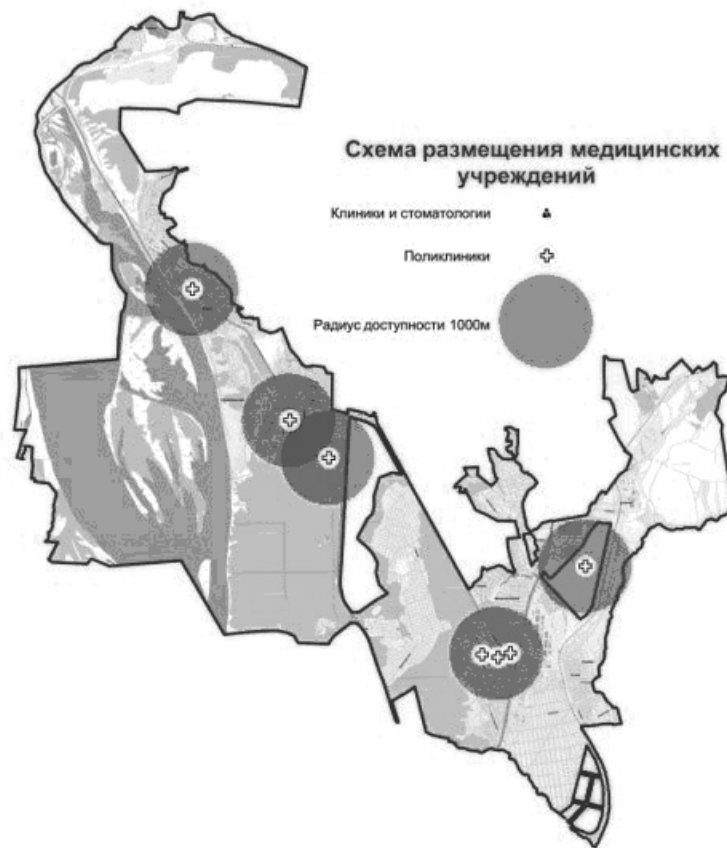 Схема размещения медицинских
учреждений
Клиники и стоматологии
Поликлиники
Радиус доступности 1000м